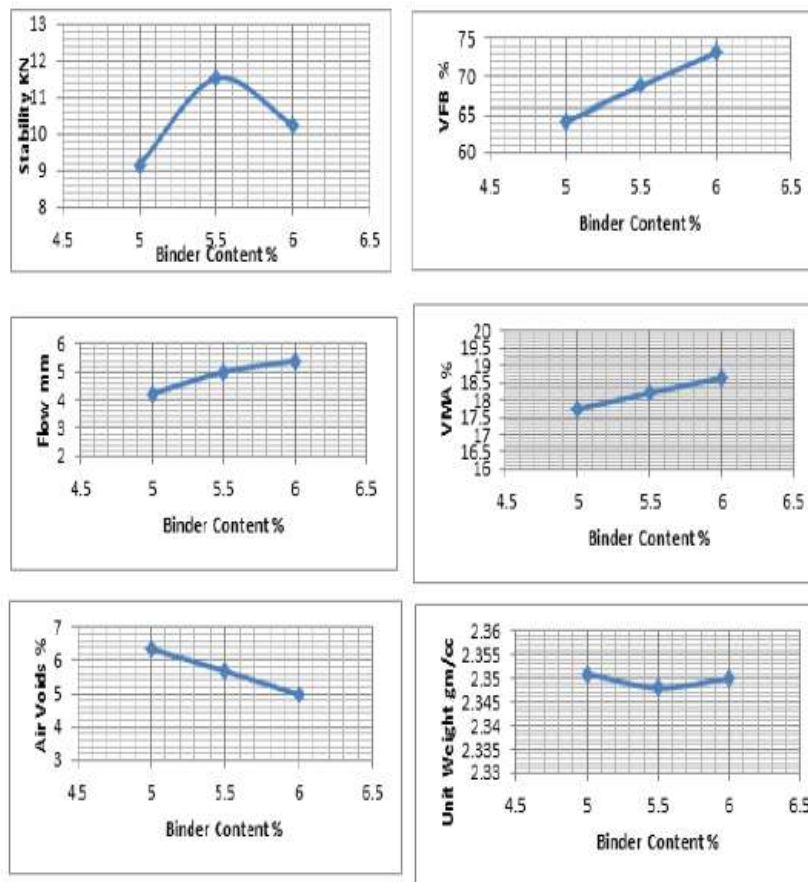 Stability KN
13
12
11
10
9
8
4.5 5 5.5 6 6.5
Binder Content %
VFB %
75
70
65
60
4.5 5 5.5 6 6.5
Binder Content %
Flow mm
6
5
4
3
2
4.5 5 5.5 6 6.5
Binder Content %
VMA %
20
19.5
19
18.5
18
17.5
17
16.5
16
4.5 5 5.5 6 6.5
Binder Content %
Air Voids %
7
6
5
4
3
4.5 5 5.5 6 6.5
Binder Content %
Unit Weight gm/cc
2.36
2.355
2.35
2.345
2.34
2.335
2.33
4.5 5 5.5 6 6.5
Binder Content %